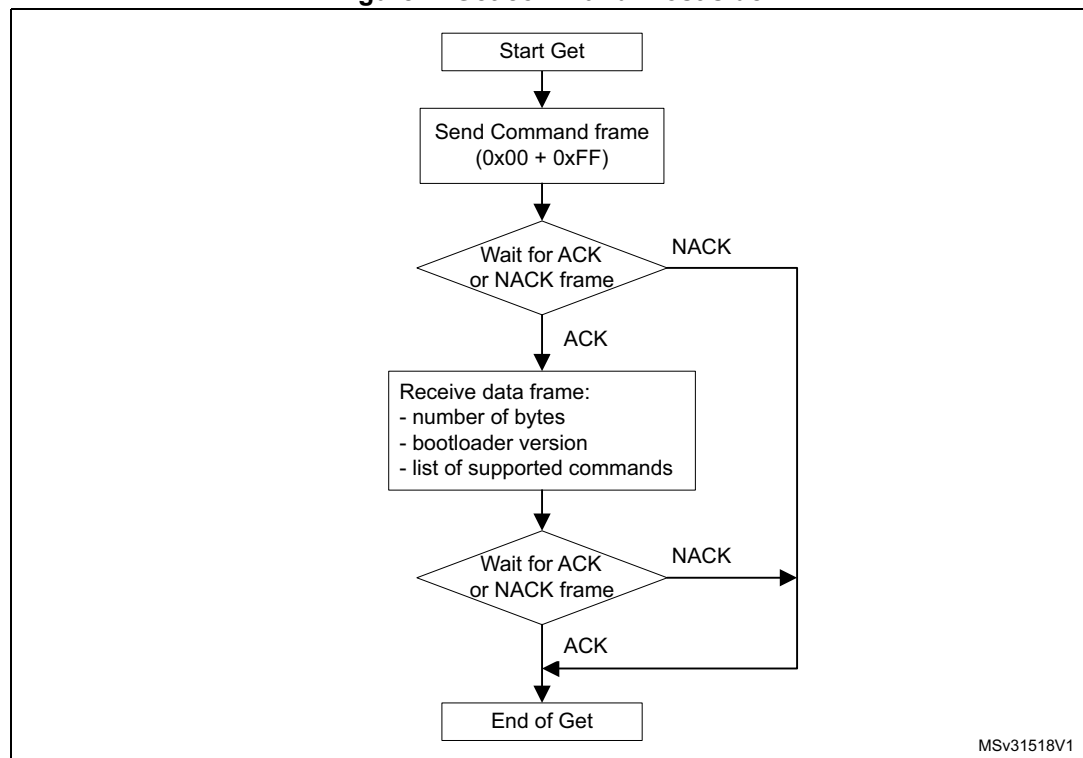 Start Get
Send Command frame
(0x00 + 0xFF)
Wait for ACK
or NACK frame
NACK
ACK
Receive data frame:
- number of bytes
- bootloader version
- list of supported commands
Wait for ACK
or NACK frame
NACK
ACK
End of Get
MSv31518V1